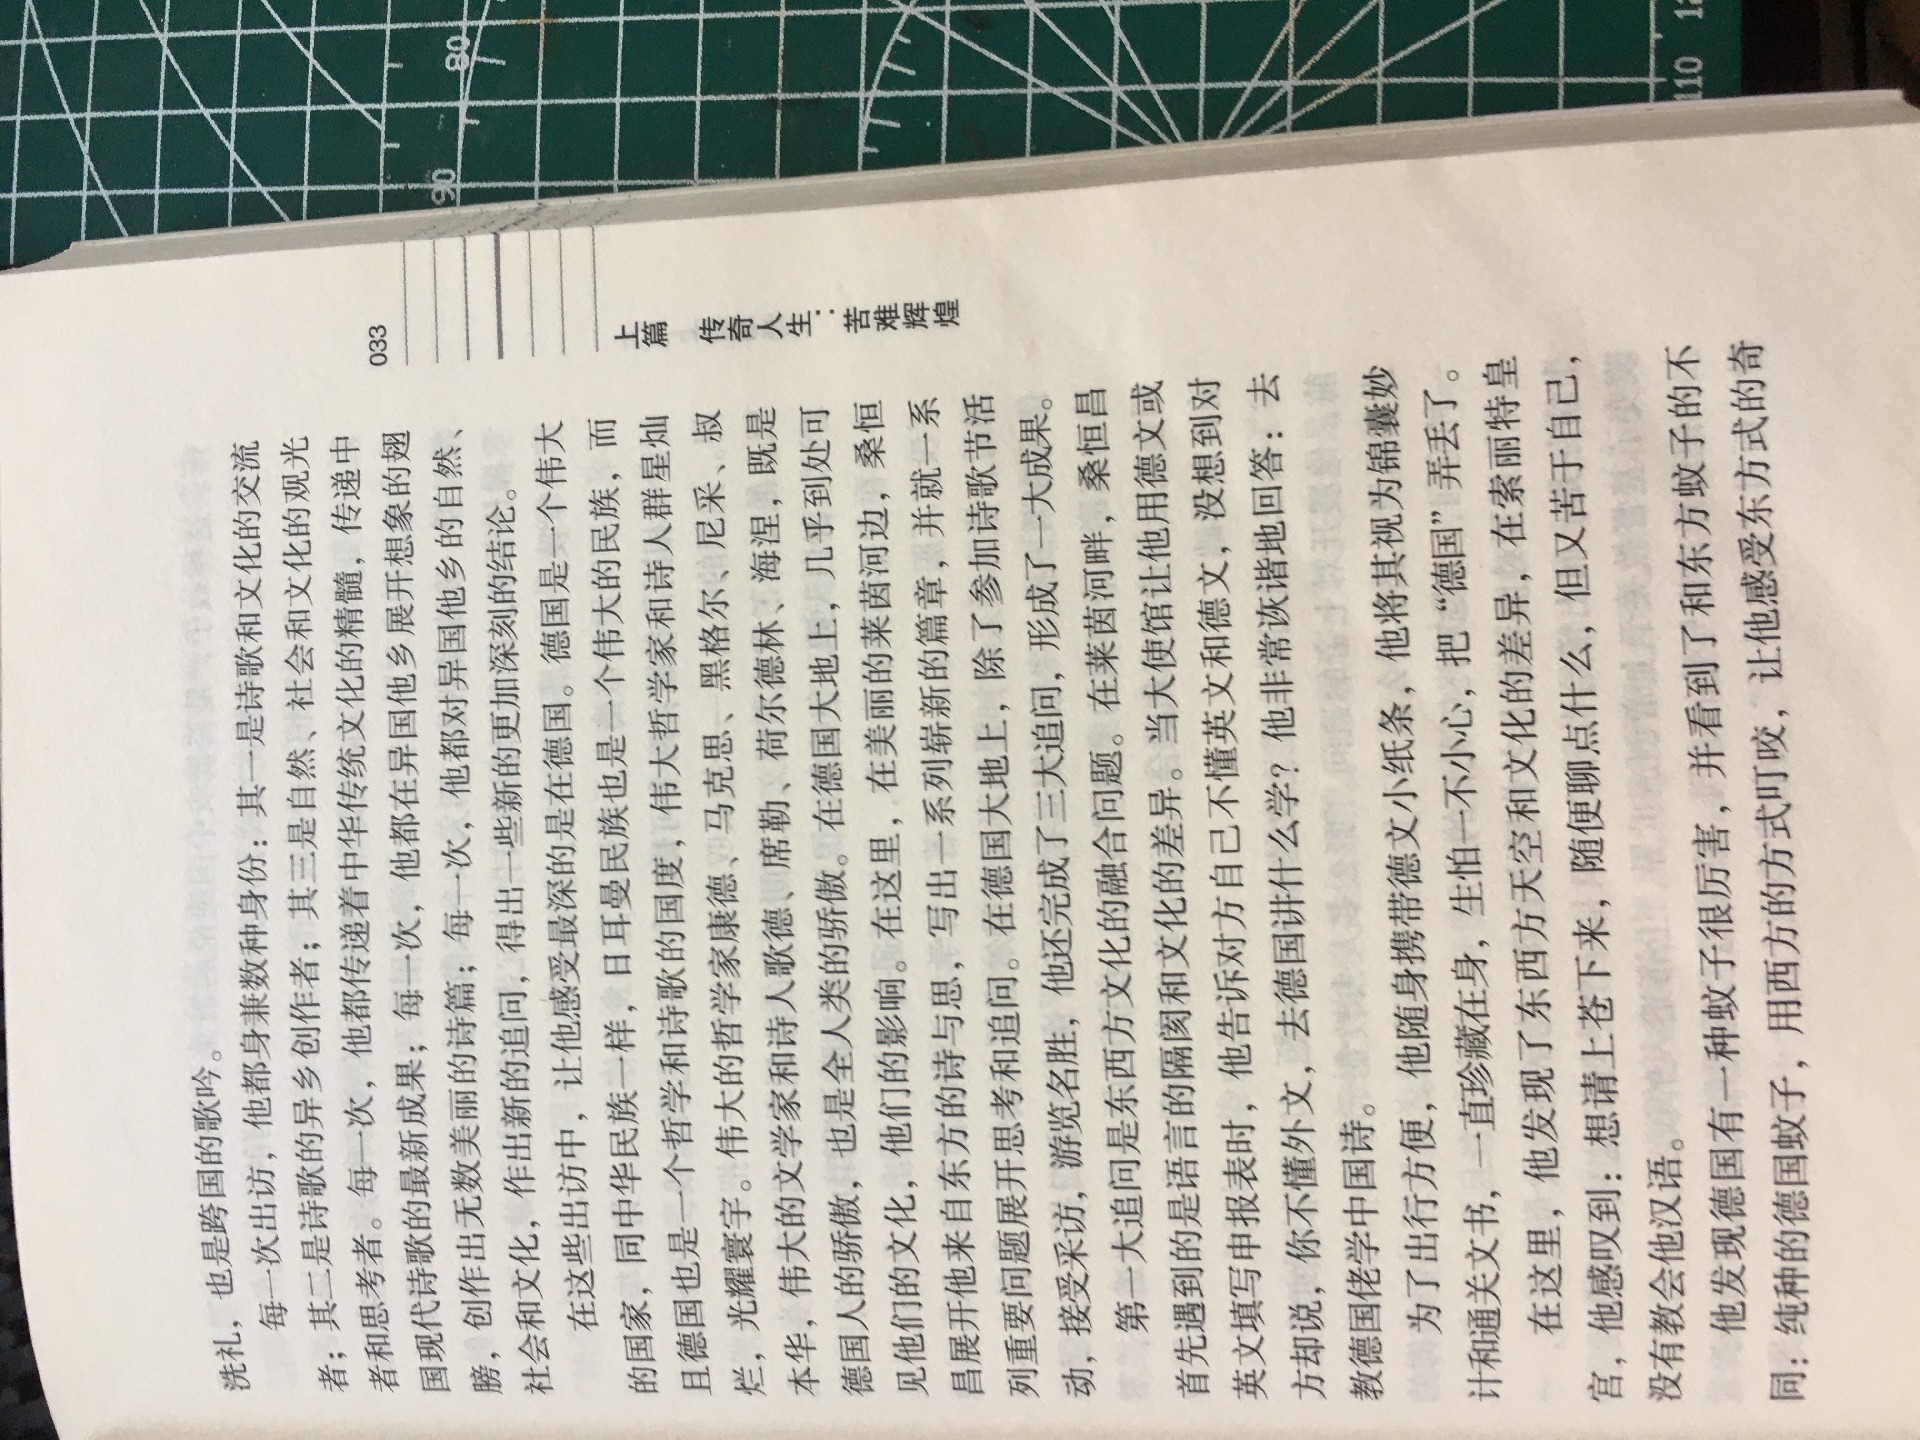 洗礼，也是跨国的歌吟。
每一次出访，他都身兼数种身份：其一是诗歌和文化的交流
者；其二是诗歌的异乡创作者；其三是自然、社会和文化的观光
者和思考者。每一次，他都传递着中华传统文化的精髓，传递中
国现代诗歌的最新成果；每一次，他都在异国他乡展开想象的翅
膀，创作出无数美丽的诗篇；每一次，他都对异国他乡的自然、
社会和文化，作出新的追问，得出一些新的更加深刻的结论。
在这些出访中，让他感受最深的是在德国。德国是一个伟大
的国家，同中华民族一样，日耳曼民族也是一个伟大的民族，而
且德国也是一个哲学和诗歌的国度，伟大哲学家和诗人群星灿
烂，光耀寰宇。伟大的哲学家康德、马克思、黑格尔、尼采、叔
本华，伟大的文学家和诗人歌德、席勒、荷尔德林、海涅，既是
德国人的骄傲，也是全人类的骄傲。在德国大地上，几乎到处可
见他们的文化，他们的影响。在这里，在美丽的莱茵河边，桑恒
昌展开他来自东方的诗与思，写出一系列崭新的篇章，并就一系
列重要问题展开思考和追问。在德国大地上，除了参加诗歌节活
动，接受采访，游览名胜，他还完成了三大追问，形成了一大成果。
第一大追问是东西方文化的融合问题。在莱茵河畔，桑恒昌
首先遇到的是语言的隔阂和文化的差异。当大使馆让他用德文或
英文填写申报表时，他告诉对方自己不懂英文和德文，没想到对
方却说，你不懂外文，去德国讲什么学？他非常诙谐地回答：去
教德国佬学中国诗。
为了出行方便，他随身携带德文小纸条，他将其视为锦囊妙
计和通关文书，一直珍藏在身，生怕一不小心，把“德国”弄丢了。
在这里，他发现了东西方天空和文化的差异，在索丽特皇
宫，他感叹到：想请上苍下来，随便聊点什么，但又苦于自己，
没有教会他汉语。
他发现德国有一种蚊子很厉害，并看到了和东方蚊子的不
同：纯种的德国蚊子，用西方的方式叮咬，让他感受东方式的奇
033
上篇 传奇人生：苦难辉煌
80
90
110
12